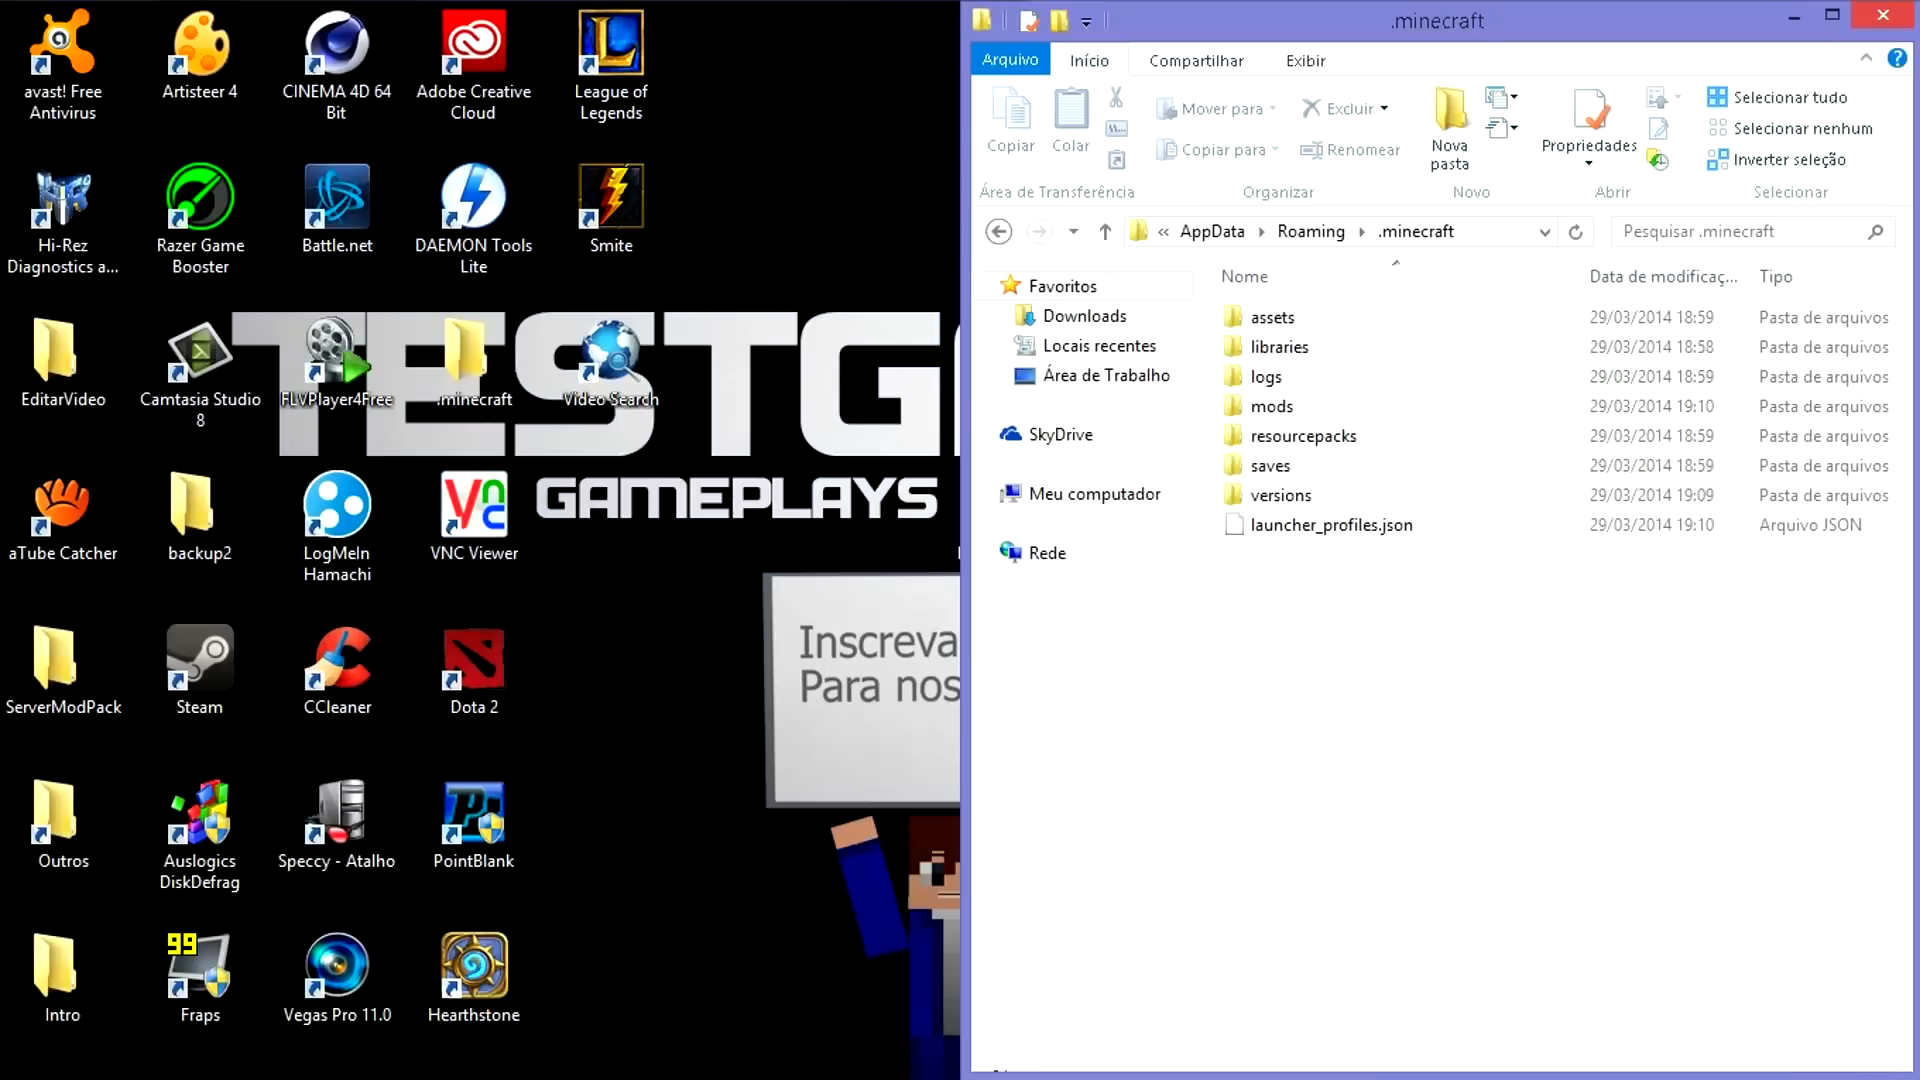 avast! Free
Antivirus
Artisteer 4
CINEMA 4D 64
Bit
Adobe Creative
Cloud
League of
Legends
Hi-Rez
Diagnostics a...
Razer Game
Booster
Battle.net
DAEMON Tools
Lite
Smite
EditarVideo
Camtasia Studio
8
FLVPlayer4Free
.minecraft
Video Search
TESTG
GAMEPLAYS
aTube Catcher
backup2
LogMeIn
Hamachi
VNC Viewer
Inscreva
Para nos
ServerModPack
Steam
CCleaner
Dota 2
Outros
Auslogics
DiskDefrag
Speccy - Atalho
PointBlank
99
Intro
Fraps
Vegas Pro 11.0
Hearthstone
.minecraft
Arquivo
Início
Compartilhar
Exibir
Copiar
Colar
Mover para
Copiar para
Excluir
Renomear
Nova
pasta
Propriedades
Selecionar tudo
Selecionar nenhum
Inverter seleção
Área de Transferência
Organizar
Novo
Abrir
Selecionar
« AppData Roaming .minecraft
Pesquisar .minecraft
Favoritos
Downloads
Locais recentes
Área de Trabalho
SkyDrive
Meu computador
Rede
Nome Data de modificaç... Tipo
assets 29/03/2014 18:59 Pasta de arquivos
libraries 29/03/2014 18:58 Pasta de arquivos
logs 29/03/2014 18:59 Pasta de arquivos
mods 29/03/2014 19:10 Pasta de arquivos
resourcepacks 29/03/2014 18:59 Pasta de arquivos
saves 29/03/2014 18:59 Pasta de arquivos
versions 29/03/2014 19:09 Pasta de arquivos
launcher_profiles.json 29/03/2014 19:10 Arquivo JSON